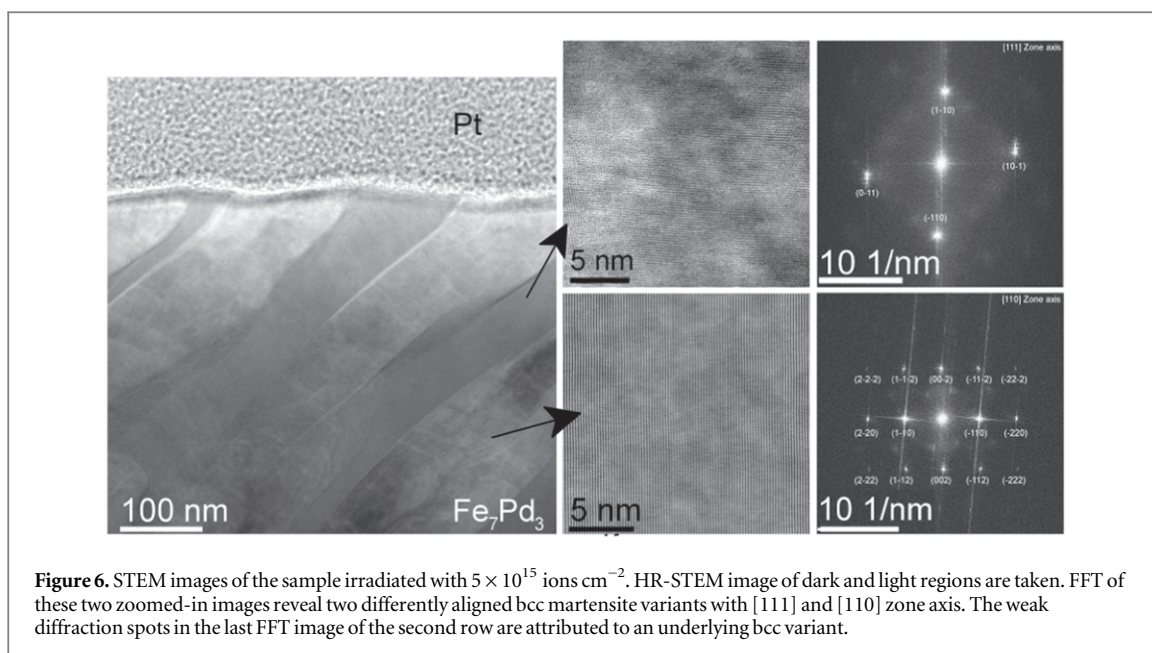 Pt
100 nm
Fe₇Pd₃
5 nm
[111] Zone axis
(1-10)
(10-1)
(0-11)
(-110)
10 1/nm
5 nm
[110] Zone axis
(2-2-2) (1-1-2) (00-2) (-11-2) (-22-2)
(2-20) (1-10) (-110) (-220)
(2-22) (1-12) (002) (-112) (-222)
10 1/nm
Figure 6. STEM images of the sample irradiated with 5 × 10¹⁵ ions cm⁻². HR-STEM image of dark and light regions are taken. FFT of
these two zoomed-in images reveal two differently aligned bcc martensite variants with [111] and [110] zone axis. The weak
diffraction spots in the last FFT image of the second row are attributed to an underlying bcc variant.